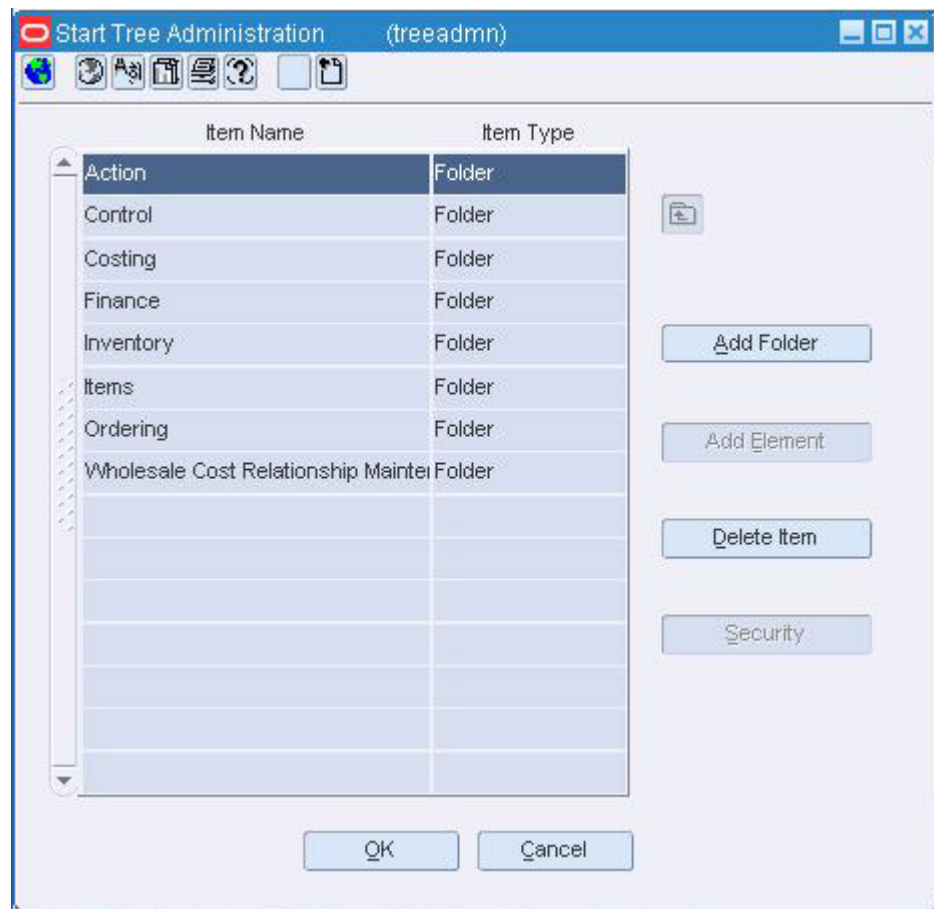 Start Tree Administration (treeadmn)
Item Name Item Type
Action Folder
Control Folder
Costing Folder
Finance Folder
Inventory Folder
Items Folder
Ordering Folder
Wholesale Cost Relationship Mainte Folder
Add Folder
Add Element
Delete Item
Security
OK Cancel